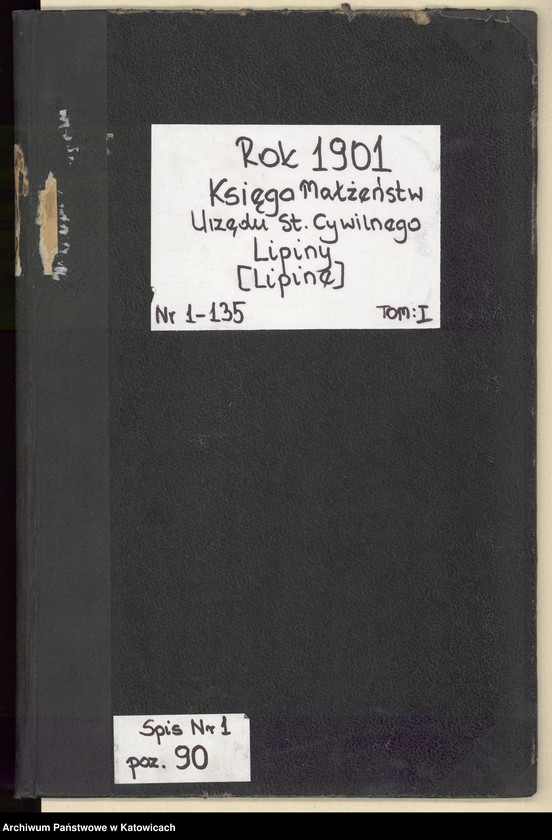 Rok 1901
Księga Małżeństw
Urzędu St. Cywilnego
Lipiny
[Lipine]
Nr 1-135 Tom: I
Spis Nr 1
poz. 90
Archiwum Państwowe w Katowicach